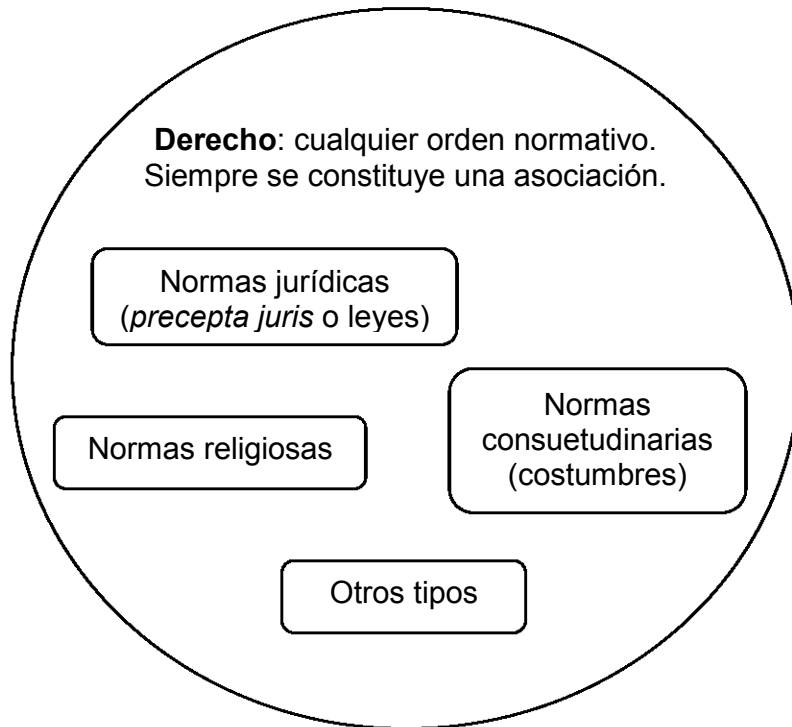 Derecho: cualquier orden normativo.
Siempre se constituye una asociación.
Normas jurídicas
(precepta juris o leyes)
Normas religiosas
Normas
consuetudinarias
(costumbres)
Otros tipos